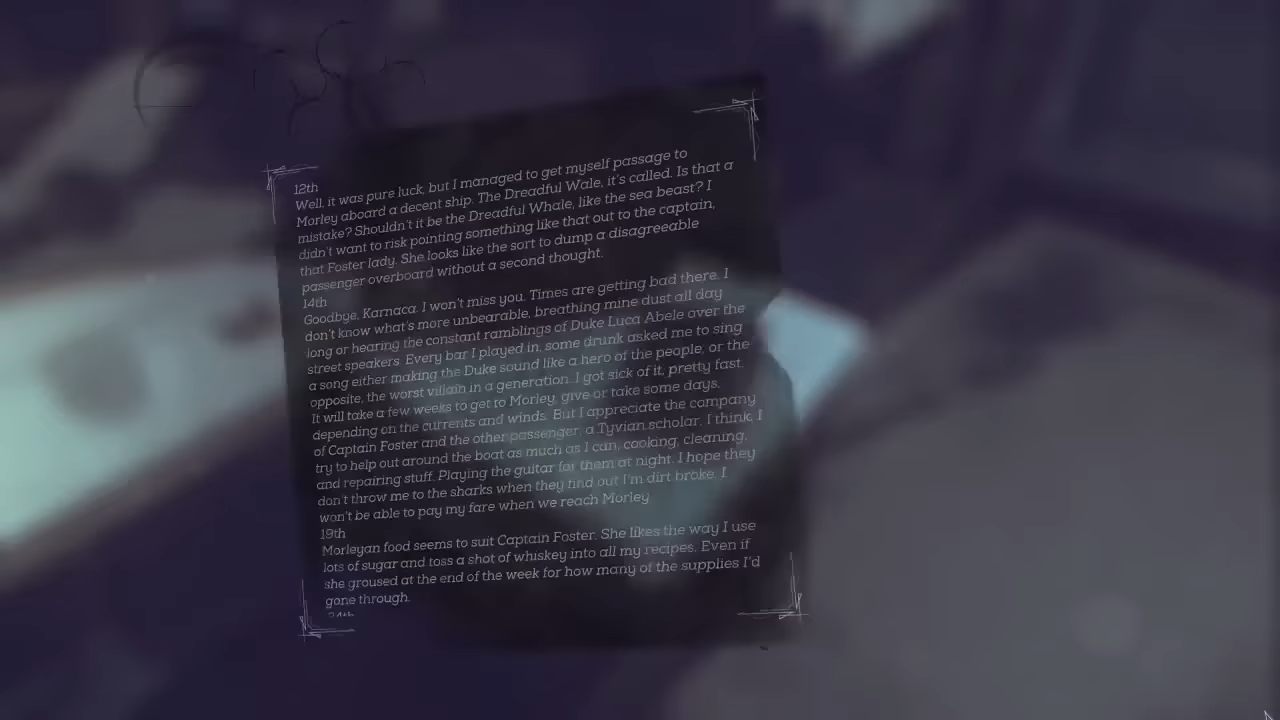 12th
Well, it was pure luck, but I managed to get myself passage to
Morley aboard a decent ship. The Dreadful Wale, it's called. Is that a
mistake? Shouldn't it be the Dreadful Whale, like the sea beast? I
didn't want to risk pointing something like that out to the captain,
that Foster lady. She looks like the sort to dump a disagreeable
passenger overboard without a second thought.
14th
Goodbye, Karnaca. I won't miss you. Times are getting bad there. I
don't know what's more unbearable, breathing mine dust all day
long or hearing the constant ramblings of Duke Luca Abele over the
street speakers. Every bar I played in, some drunk asked me to sing
a song either making the Duke sound like a hero of the people, or the
opposite, the worst villain in a generation. I got sick of it, pretty fast.
It will take a few weeks to get to Morley, give or take some days,
depending on the currents and winds. But I appreciate the company
of Captain Foster and the other passenger, a Tyvian scholar, I think. I
try to help out around the boat as much as I can, cooking, cleaning,
and repairing stuff. Playing the guitar for them at night. I hope they
don't throw me to the sharks when they find out I'm dirt broke. I
won't be able to pay my fare when we reach Morley
19th
Morleyan food seems to suit Captain Foster. She likes the way I use
lots of sugar and toss a shot of whiskey into all my recipes. Even if
she groused at the end of the week for how many of the supplies I'd
gone through.